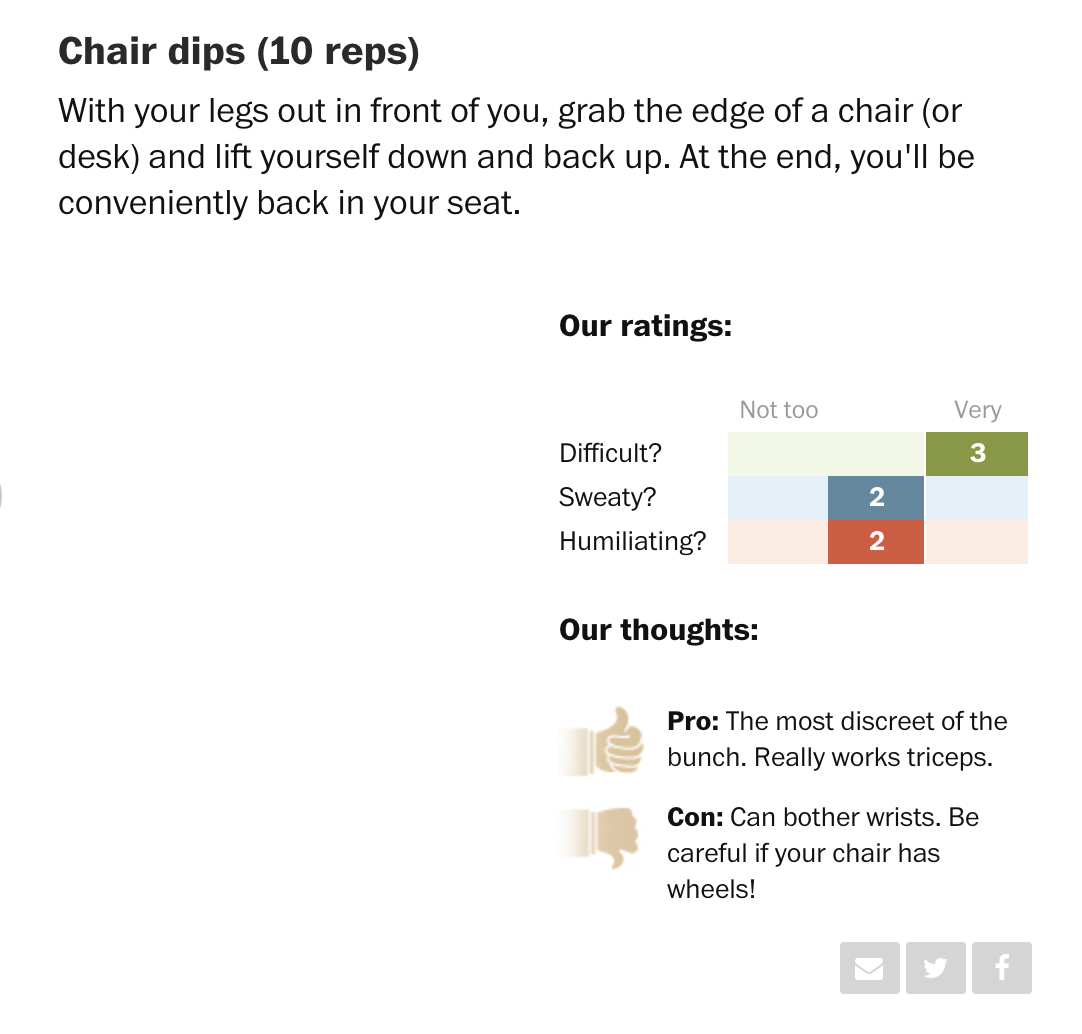 Chair dips (10 reps)
With your legs out in front of you, grab the edge of a chair (or
desk) and lift yourself down and back up. At the end, you'll be
conveniently back in your seat.
Our ratings:
Not too Very
Difficult? 3
Sweaty? 2
Humiliating? 2
Our thoughts:
Pro: The most discreet of the
bunch. Really works triceps.
Con: Can bother wrists. Be
careful if your chair has
wheels!